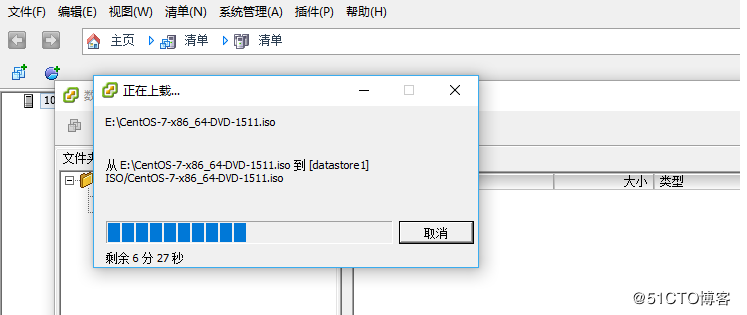 文件(F) 编辑(E) 视图(W) 清单(N) 系统管理(A) 插件(P) 帮助(H)
主页 清单 清单
正在上载...
E:\CentOS-7-x86_64-DVD-1511.iso
从 E:\CentOS-7-x86_64-DVD-1511.iso 到 [datastore1]
ISO/CentOS-7-x86_64-DVD-1511.iso
取消
剩余 6 分 27 秒
10
数
文件夹
大小 类型
@51CTO博客